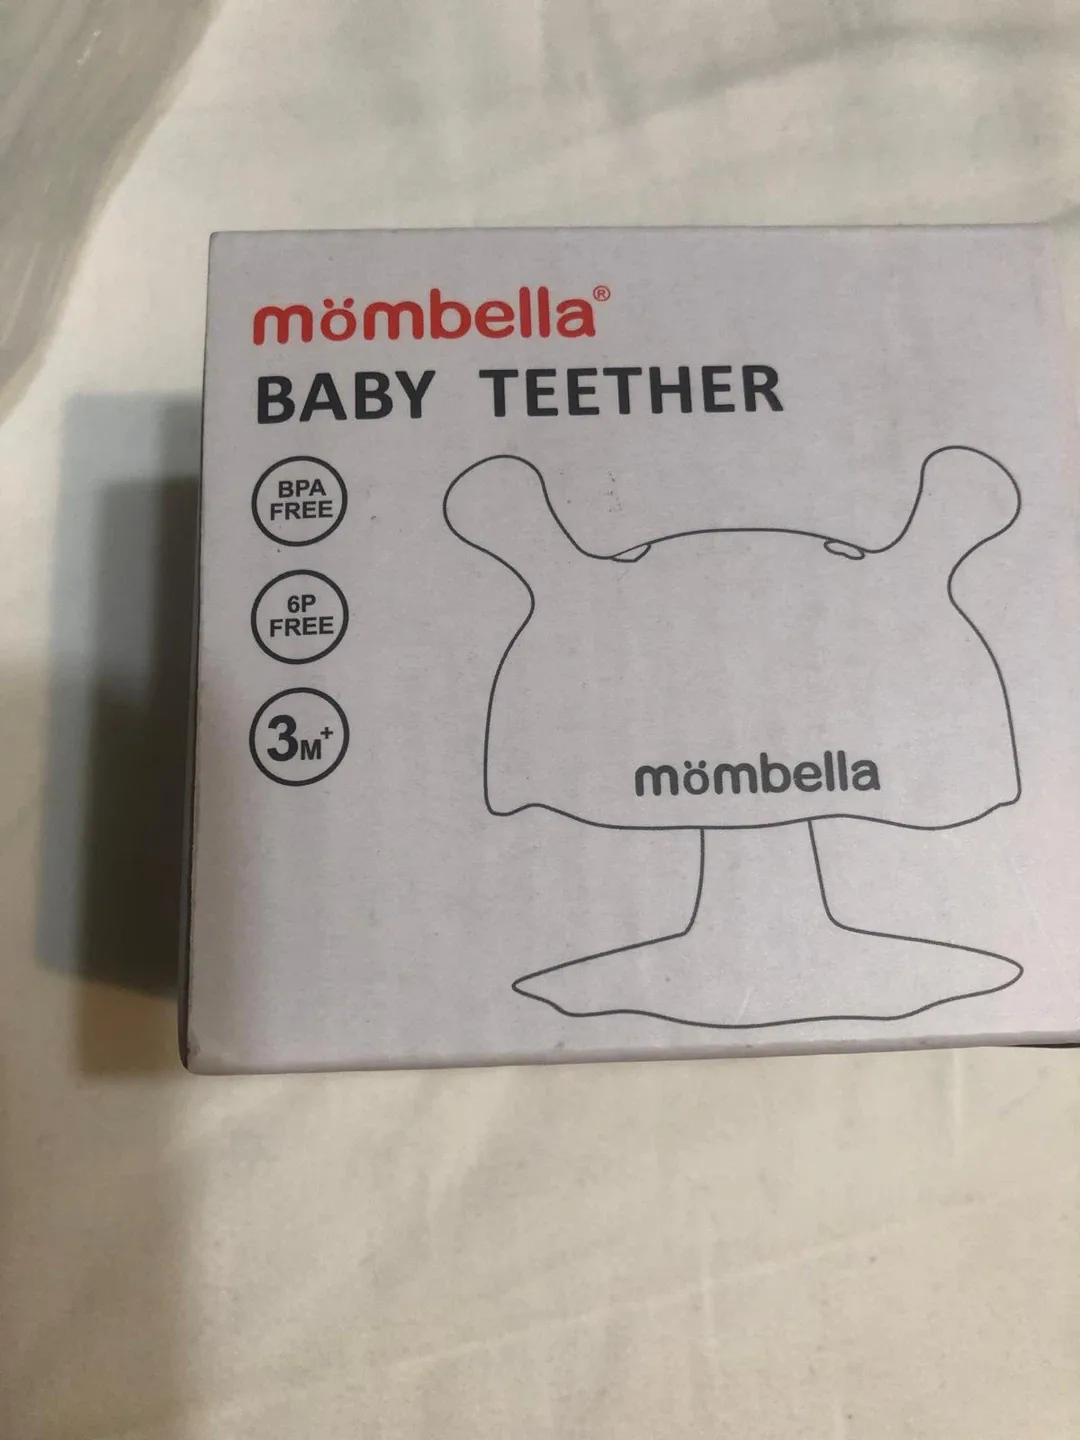 mömbella®
BABY TEETHER
BPA
FREE
6P
FREE
3M+
mömbella